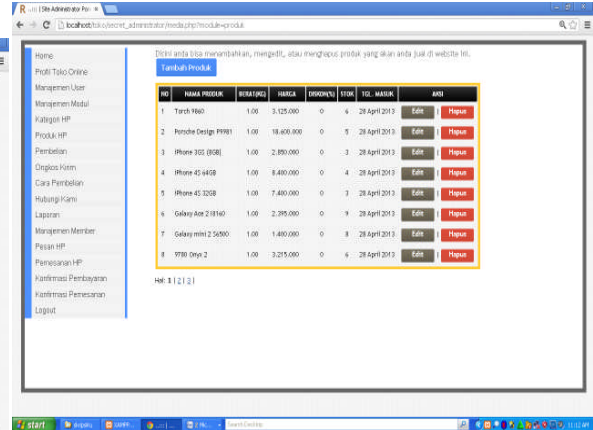 Site Administrator Por
localhost/toko/secret_administrator/media.php?module=produk
Home
Profil Toko Online
Manajemen User
Manajemen Modul
Kategori HP
Produk HP
Pembelian
Ongkos Kirim
Cara Pembelian
Hubungi Kami
Laporan
Manajemen Member
Pesan HP
Pemesanan HP
Konfirmasi Pembayaran
Konfirmasi Pemesanan
Logout
Disini anda bisa menambahkan, mengedit, atau menghapus produk yang akan anda jual di website ini.
Tambah Produk
NO NAMA PRODUK BERAT(KG) HARGA DISKON(%) STOK TGL. MASUK AKSI
1 Torch 9860 1.00 3.125.000 0 6 28 April 2013 Edit | Hapus
2 Porsche Design P9981 1.00 18.600.000 0 5 28 April 2013 Edit | Hapus
3 iPhone 3GS (8GB) 1.00 2.850.000 0 3 28 April 2013 Edit | Hapus
4 iPhone 4S 64GB 1.00 8.400.000 0 4 28 April 2013 Edit | Hapus
5 iPhone 4S 32GB 1.00 7.400.000 0 3 28 April 2013 Edit | Hapus
6 Galaxy Ace 2 I8160 1.00 2.395.000 0 9 28 April 2013 Edit | Hapus
7 Galaxy mini 2 S6500 1.00 1.400.000 0 8 28 April 2013 Edit | Hapus
8 9780 Onyx 2 1.00 3.215.000 0 6 28 April 2013 Edit | Hapus
Hal: 1 | 2 | 3 |
start
Search Desktop
11:12 AM